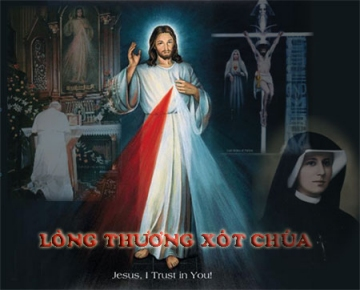 LÒNG THƯƠNG XÓT CHÚA
Jesus, I Trust in You!